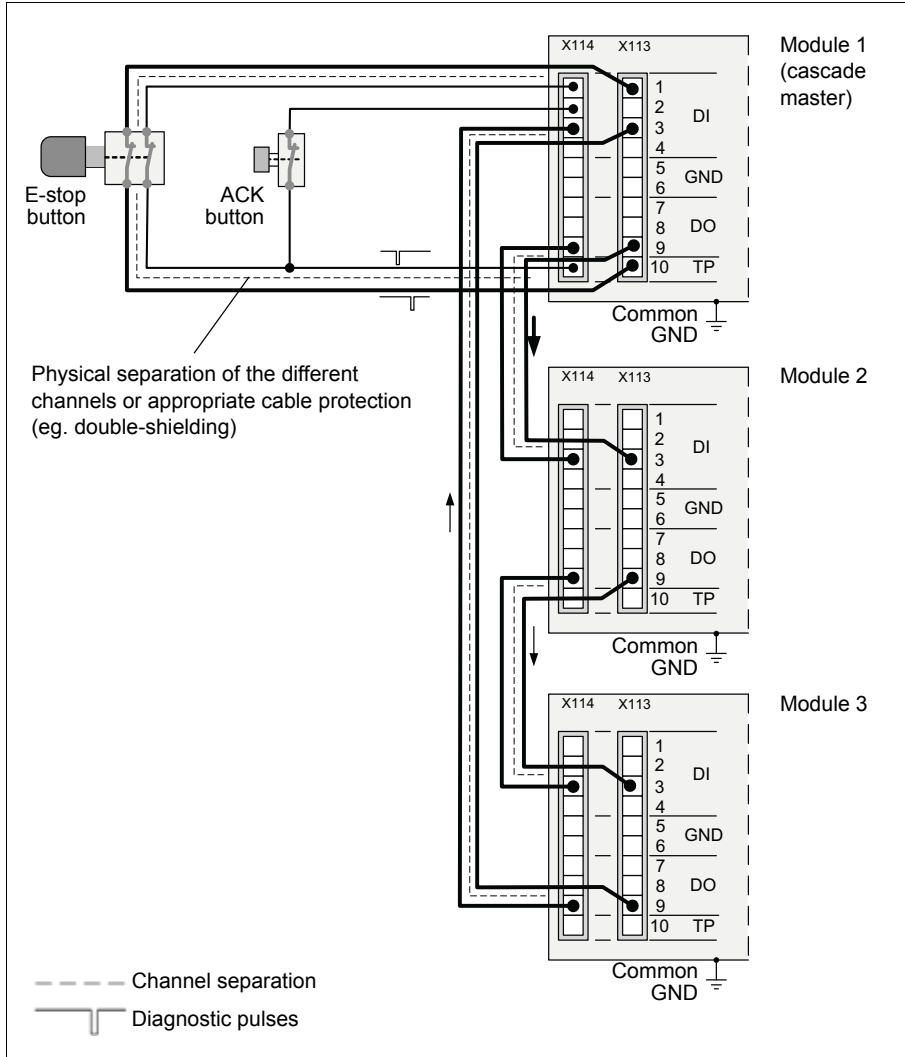 X114 X113
Module 1
(cascade
master)
1
2
3
4
DI
5
6
GND
7
8
9
DO
10 TP
E-stop
button
ACK
button
Common
GND
Physical separation of the different
channels or appropriate cable protection
(eg. double-shielding)
X114 X113
Module 2
1
2
3
4
DI
5
6
GND
7
8
9
DO
10 TP
Common
GND
X114 X113
Module 3
1
2
3
4
DI
5
6
GND
7
8
9
DO
10 TP
Common
GND
Channel separation
Diagnostic pulses